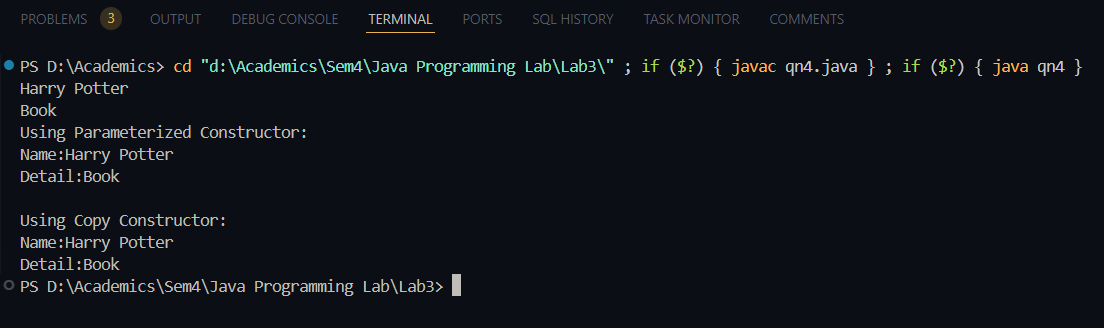 PROBLEMS 3 OUTPUT DEBUG CONSOLE TERMINAL PORTS SQL HISTORY TASK MONITOR COMMENTS
PS D:\Academics> cd "d:\Academics\Sem4\Java Programming Lab\Lab3\" ; if ($?) { javac qn4.java } ; if ($?) { java qn4 }
Harry Potter
Book
Using Parameterized Constructor:
Name:Harry Potter
Detail:Book
Using Copy Constructor:
Name:Harry Potter
Detail:Book
PS D:\Academics\Sem4\Java Programming Lab\Lab3>